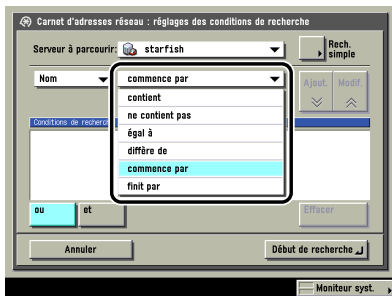 Carnet d'adresses réseau : réglages des conditions de recherche
Serveur à parcourir: starfish
Rech. simple
Nom
commence par
Ajout. Modif.
contient
ne contient pas
Conditions de recherche
égal à
diffère de
commence par
finit par
ou et
Effacer
Annuler
Début de recherche
Moniteur syst.